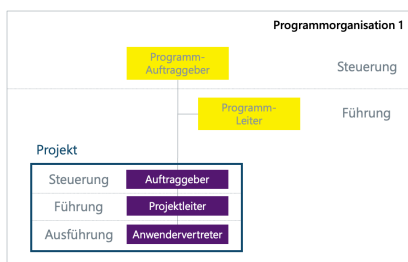 Programmorganisation 1
Programm-
Auftraggeber
Steuerung
Programm-
Leiter
Führung
Projekt
Steuerung Auftraggeber
Führung Projektleiter
Ausführung Anwendervertreter